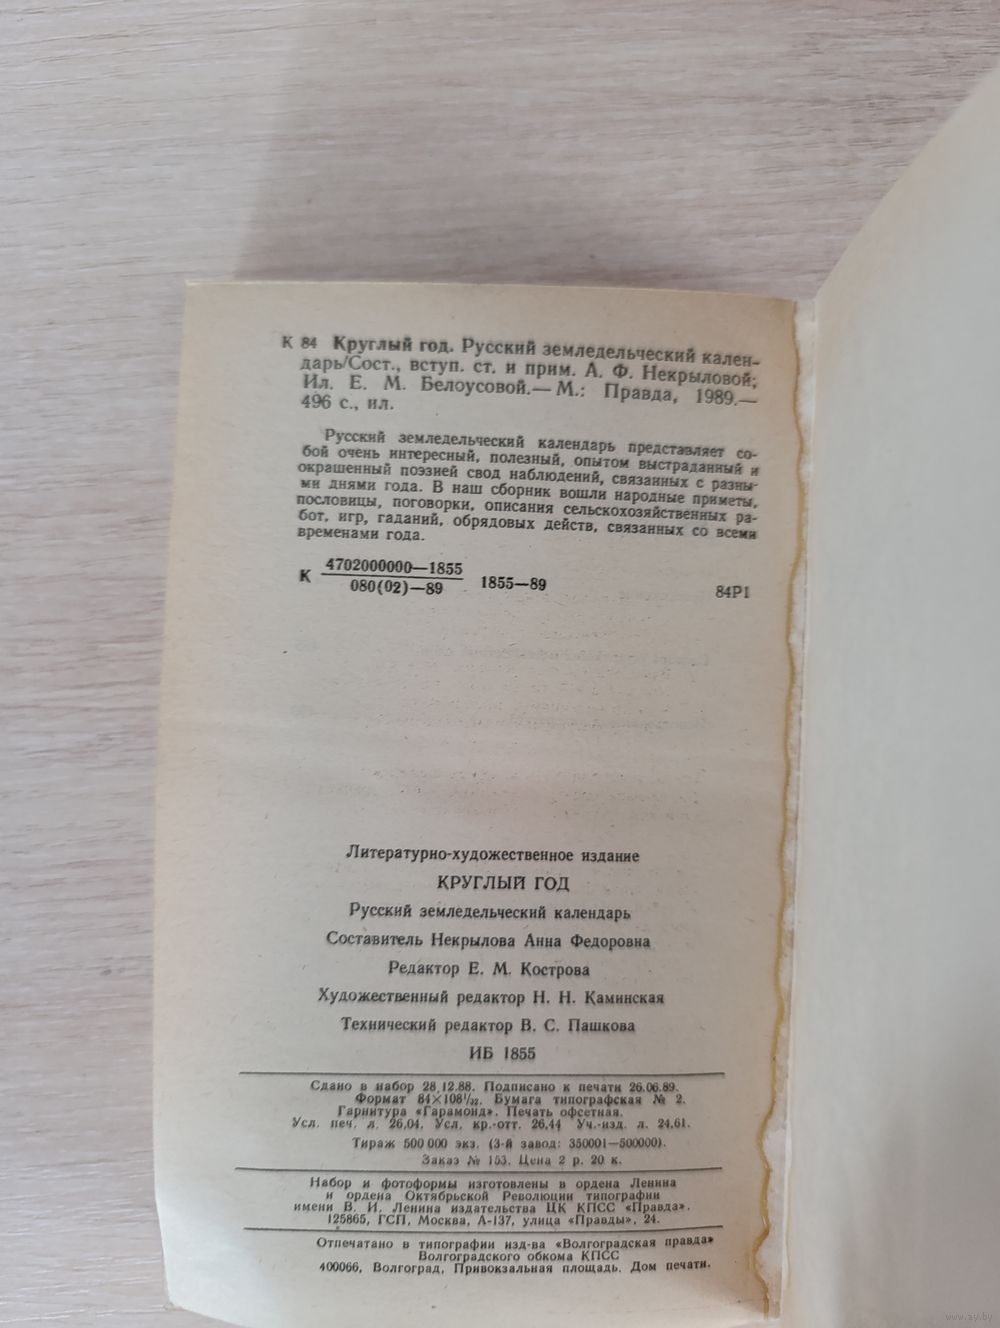 К 84 Круглый год. Русский земледельческий кален-
дарь/Сост., вступ. ст. и прим. А. Ф. Некрыловой;
Ил. Е. М. Белоусовой.— М.: Правда, 1989.—
496 с., ил.
Русский земледельческий календарь представляет со-
бой очень интересный, полезный, опытом выстраданный и
окрашенный поэзией свод наблюдений, связанных с разны-
ми днями года. В наш сборник вошли народные приметы,
пословицы, поговорки, описания сельскохозяйственных ра-
бот, игр, гаданий, обрядовых действ, связанных со всеми
временами года.
К 4702000000—1855
080(02)—89 1855—89
84Р1
Литературно-художественное издание
КРУГЛЫЙ ГОД
Русский земледельческий календарь
Составитель Некрылова Анна Федоровна
Редактор Е. М. Кострова
Художественный редактор Н. Н. Каминская
Технический редактор В. С. Пашкова
ИБ 1855
Сдано в набор 28.12.88. Подписано к печати 26.06.89.
Формат 84×108¹/₃₂. Бумага типографская № 2.
Гарнитура «Гарамонд». Печать офсетная.
Усл. печ. л. 26,04. Усл. кр.-отт. 26,44 Уч.-изд. л. 24,61.
Тираж 500 000 экз. (3-й завод: 350001—500000).
Заказ № 153. Цена 2 р. 20 к.
Набор и фотоформы изготовлены в ордена Ленина
и ордена Октябрьской Революции типографии
имени В. И. Ленина издательства ЦК КПСС «Правда».
125865, ГСП, Москва, А-137, улица «Правды», 24.
Отпечатано в типографии изд-ва «Волгоградская правда»
Волгоградского обкома КПСС
400066, Волгоград, Привокзальная площадь, Дом печати.
www.ay.by